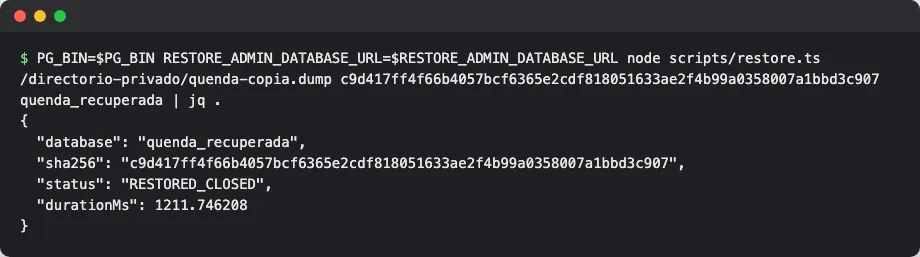 $ PG_BIN=$PG_BIN RESTORE_ADMIN_DATABASE_URL=$RESTORE_ADMIN_DATABASE_URL node scripts/restore.ts
/directorio-privado/quenda-copia.dump c9d417ff4f66b4057bcf6365e2cdf818051633ae2f4b99a0358007a1bbd3c907
quenda_recuperada | jq .
{
  "database": "quenda_recuperada",
  "sha256": "c9d417ff4f66b4057bcf6365e2cdf818051633ae2f4b99a0358007a1bbd3c907",
  "status": "RESTORED_CLOSED",
  "durationMs": 1211.746208
}